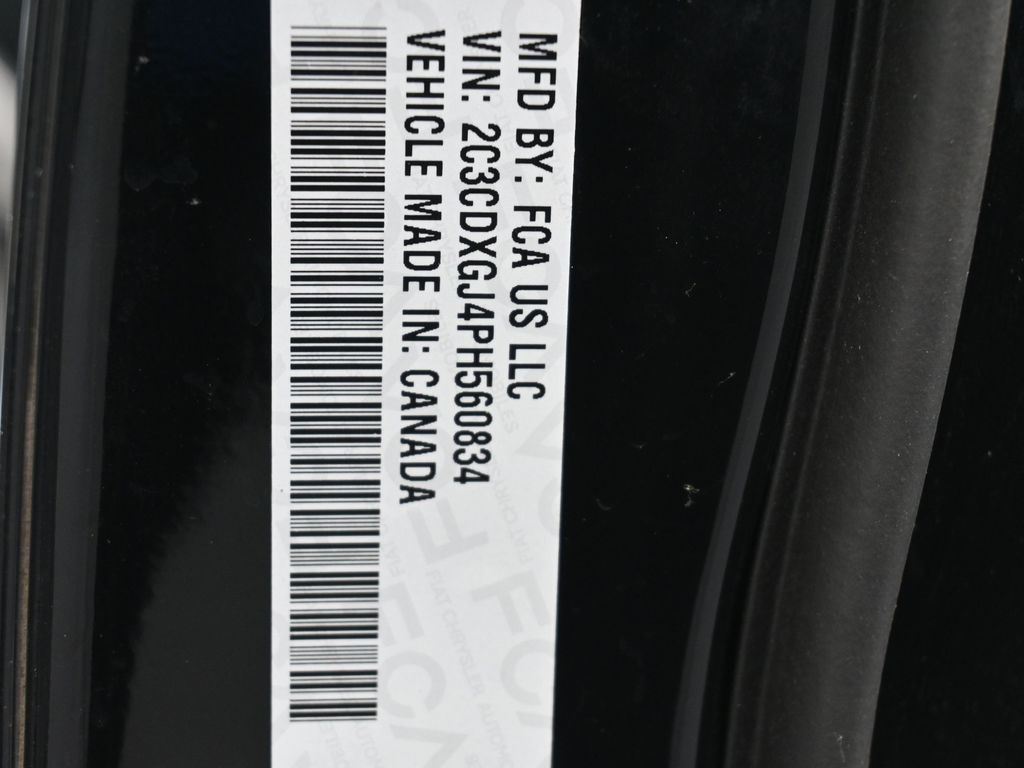 MFD BY: FCA US LLC
VIN: 2C3CDXGJ4PH560834
VEHICLE MADE IN: CANADA